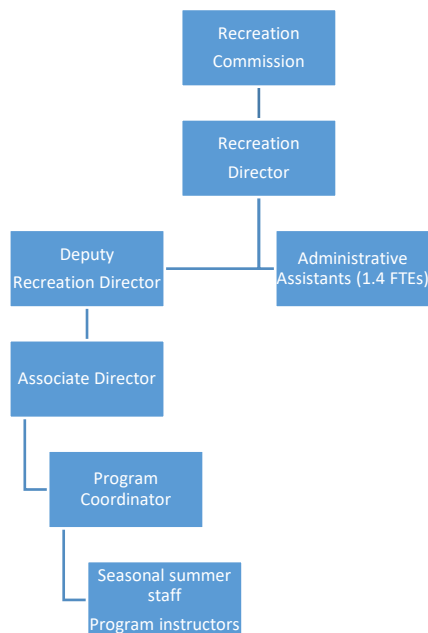 Recreation
Commission
Recreation
Director
Deputy
Recreation Director
Administrative
Assistants (1.4 FTEs)
Associate Director
Program
Coordinator
Seasonal summer
staff
Program instructors